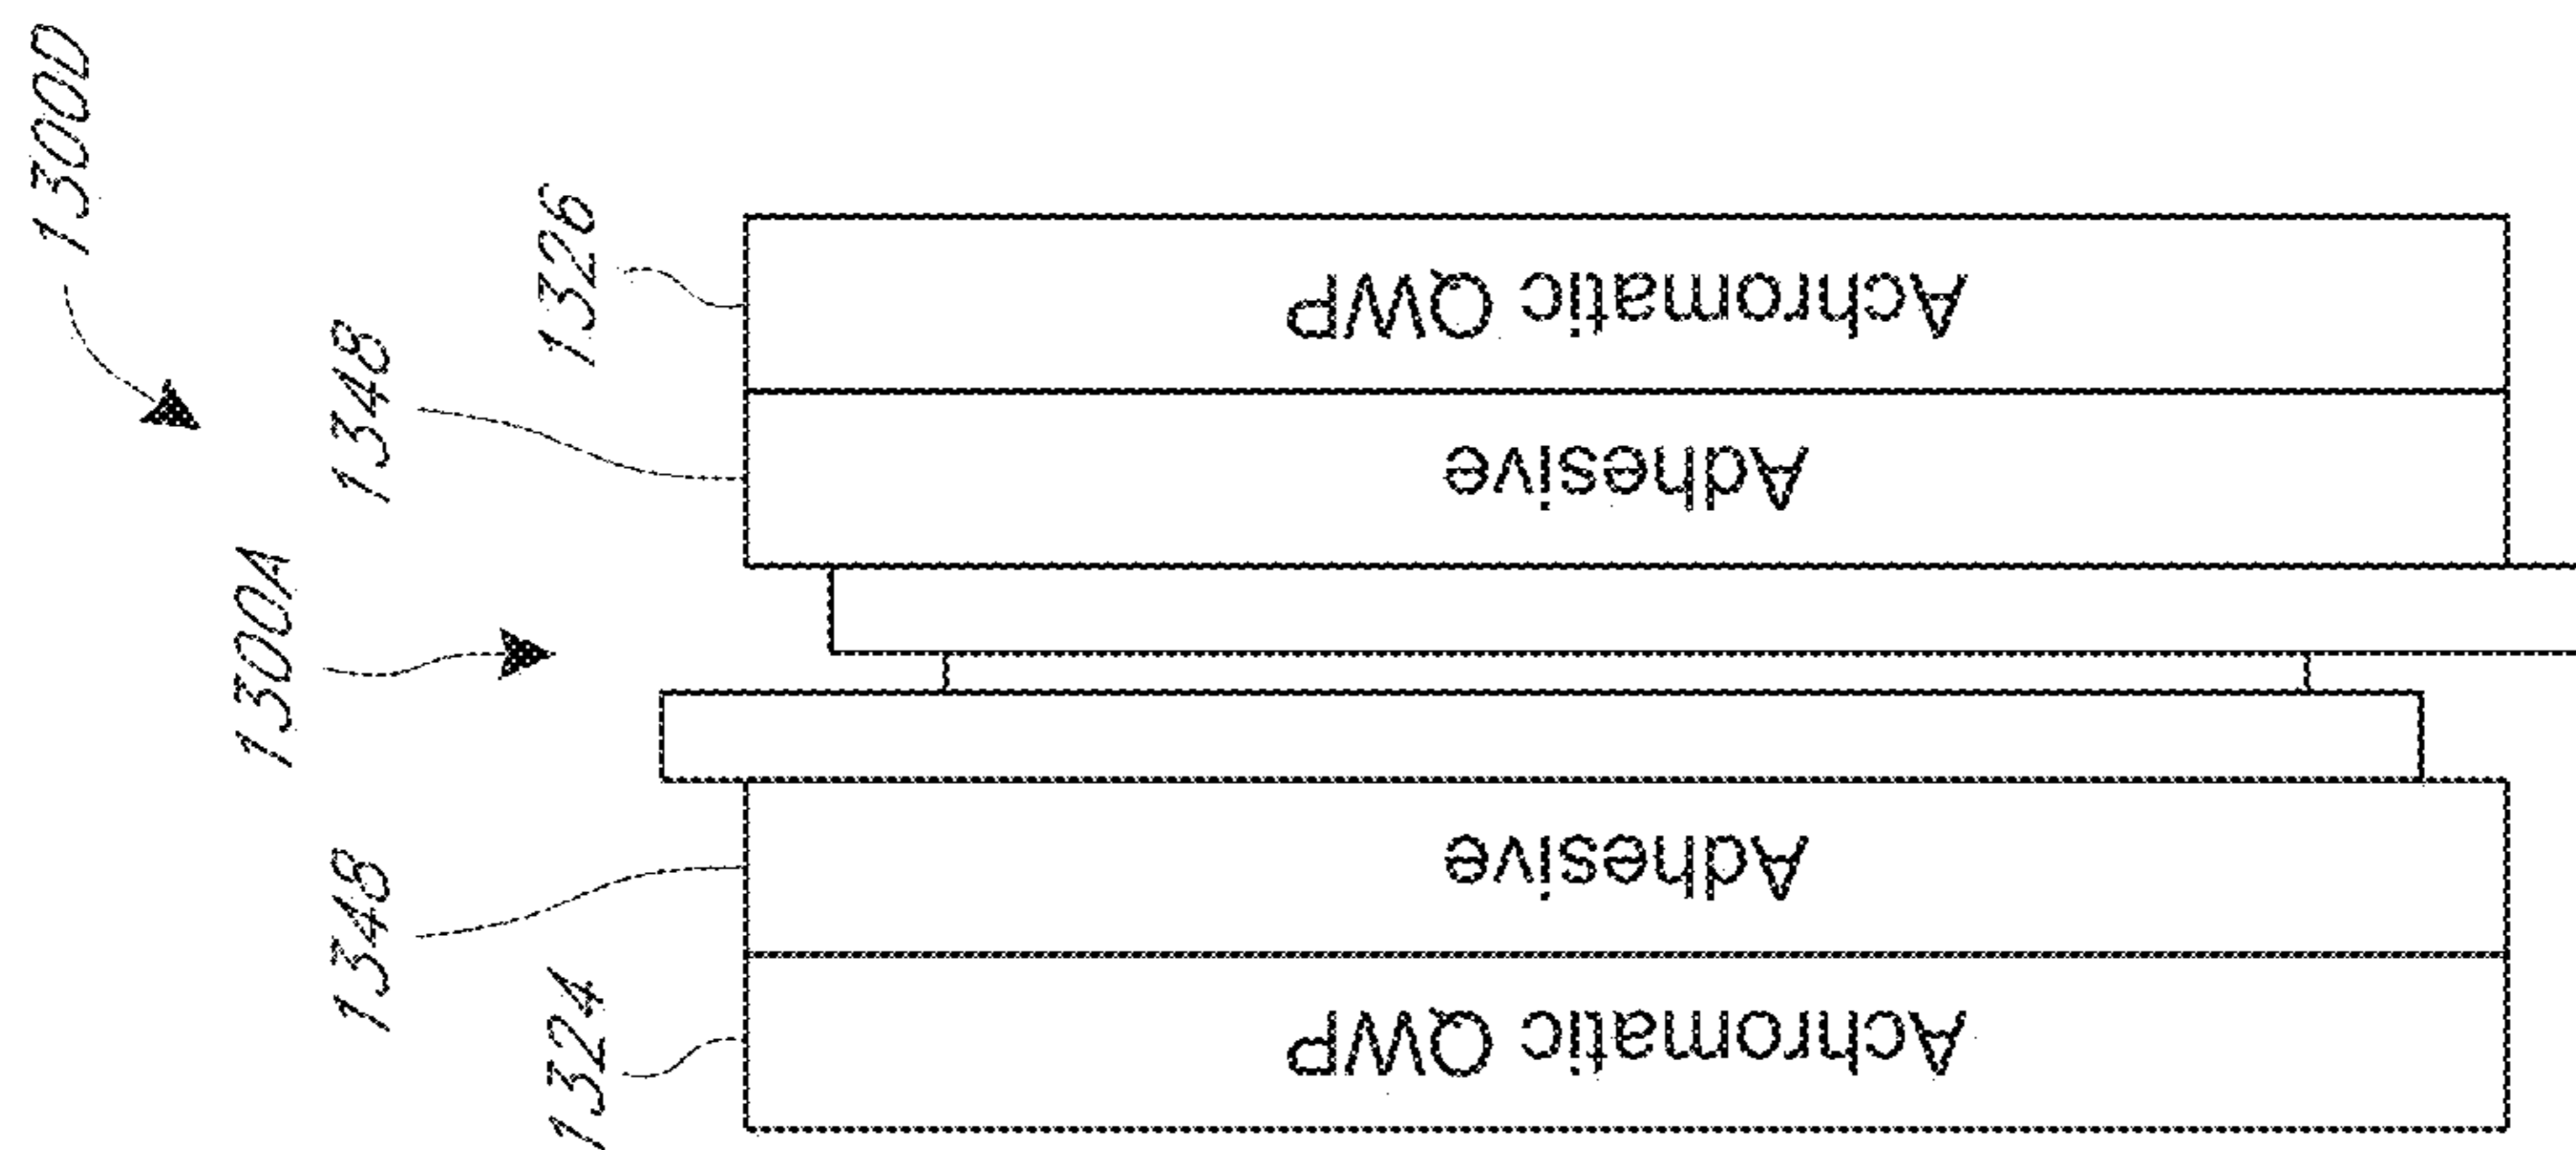 1300D
1326
Achromatic QWP
1348
Adhesive
1300A
1348
Adhesive
1324
Achromatic QWP